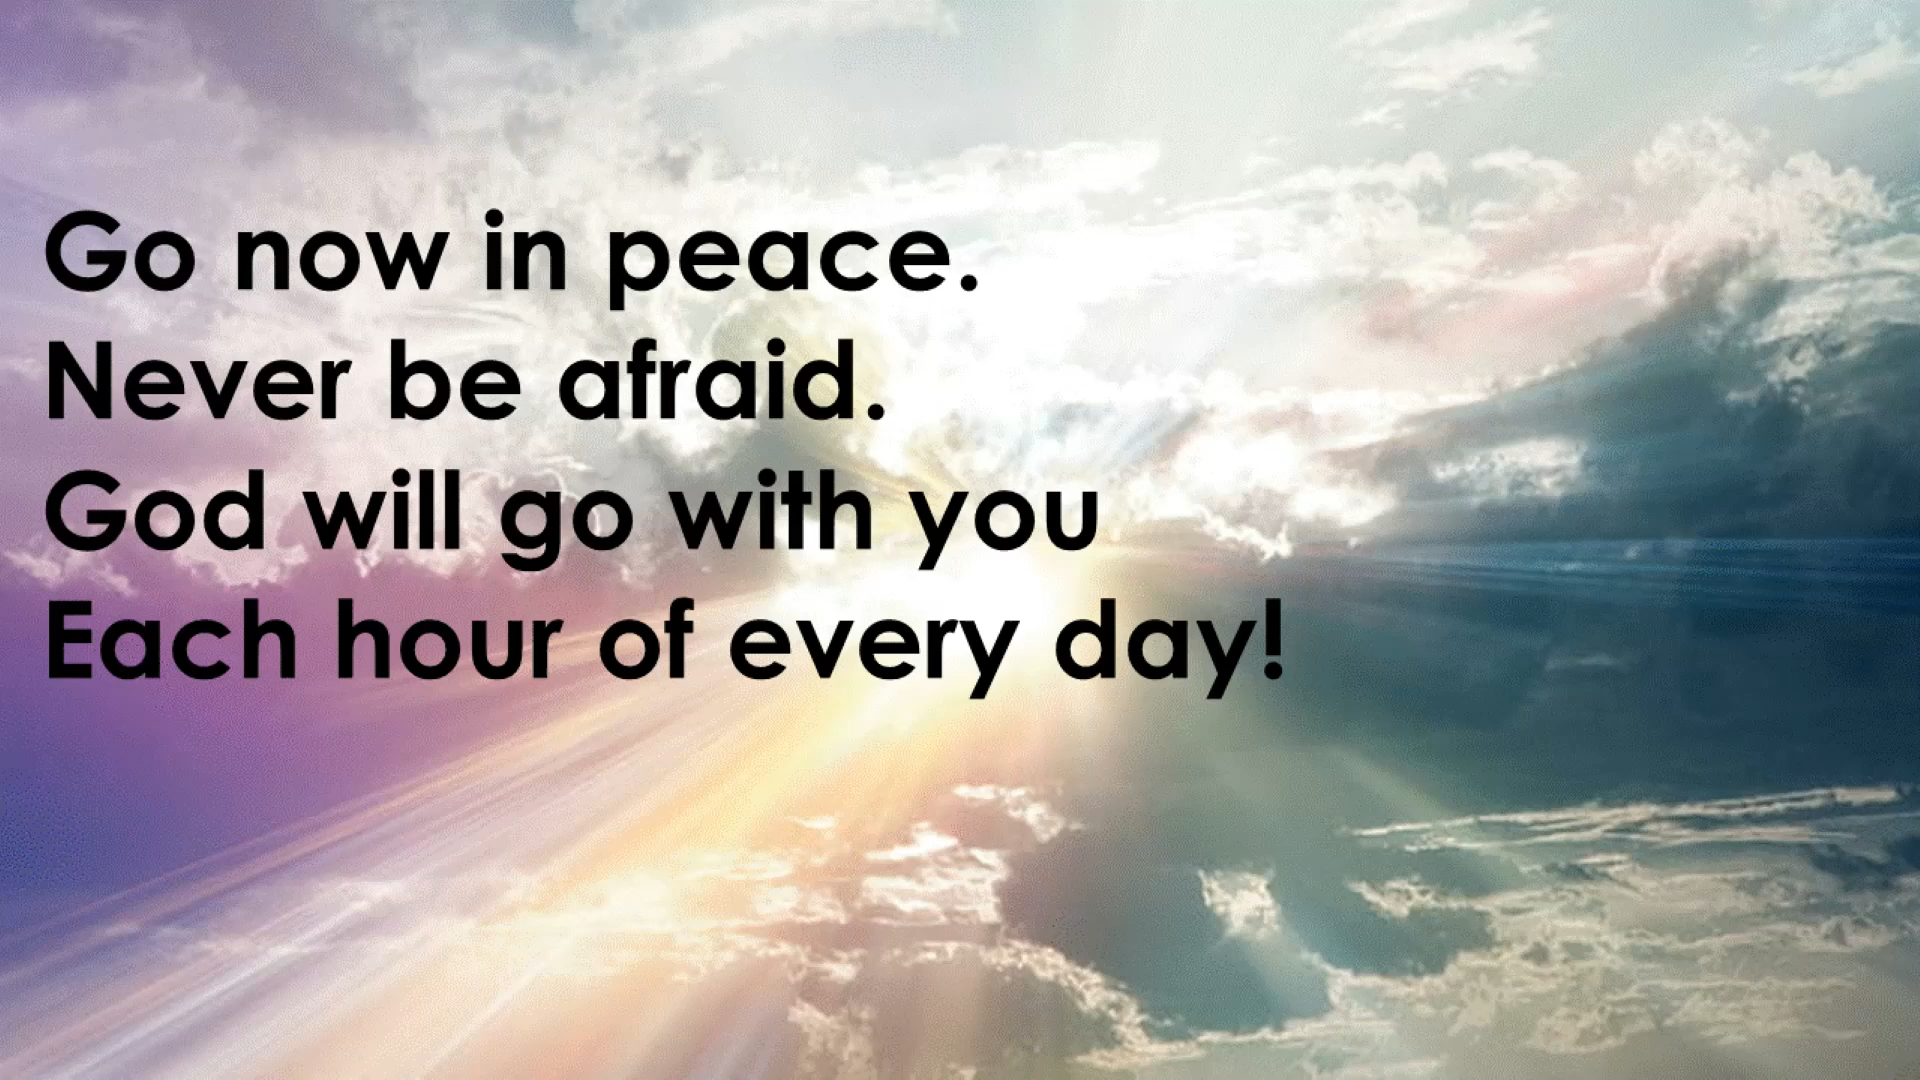 Go now in peace.
Never be afraid.
God will go with you
Each hour of every day!